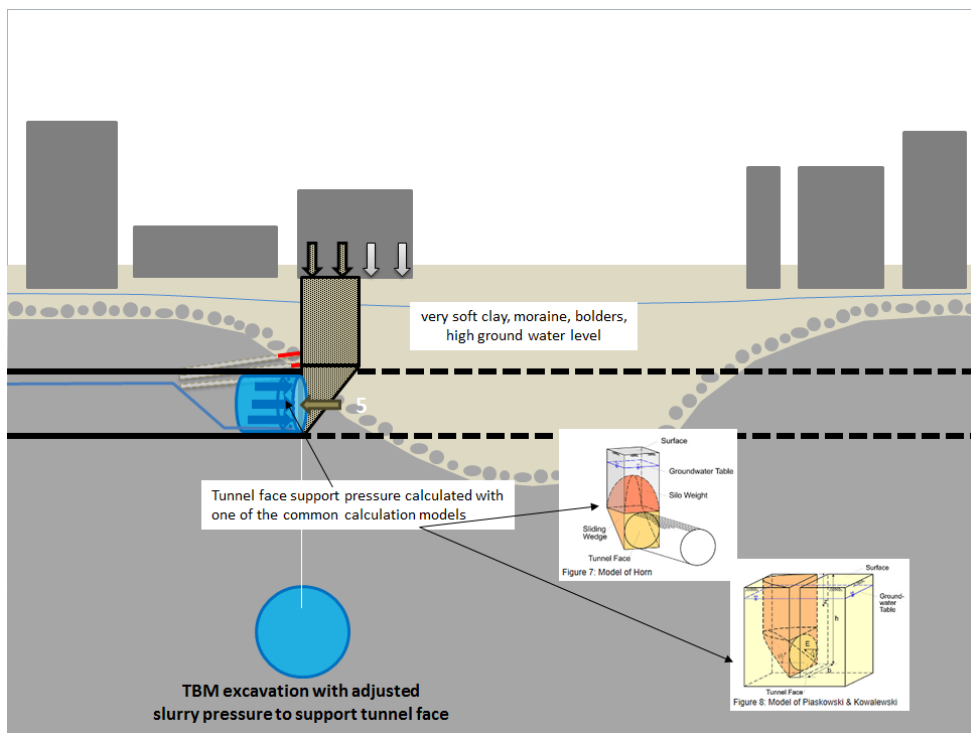 very soft clay, moraine, bolders,
high ground water level
5
Tunnel face support pressure calculated with
one of the common calculation models
Surface
Groundwater Table
Silo Weight
Sliding
Wedge
Tunnel Face
Figure 7: Model of Horn
Surface
Ground-
water
Table
h
E
b
Tunnel Face
Figure 8: Model of Piaskowski & Kowalewski
TBM excavation with adjusted
slurry pressure to support tunnel face